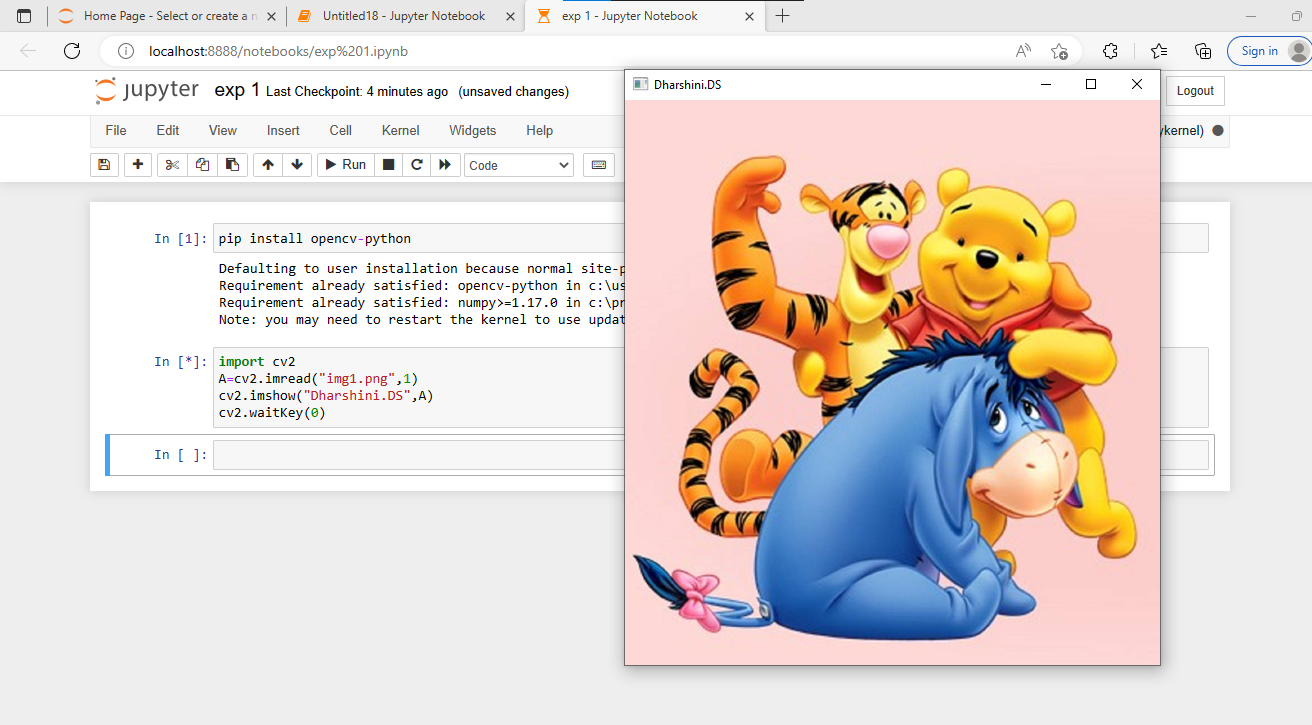 Home Page - Select or create a n
Untitled18 - Jupyter Notebook
exp 1 - Jupyter Notebook
localhost:8888/notebooks/exp%201.ipynb
Sign in
Dharshini.DS
jupyter exp 1 Last Checkpoint: 4 minutes ago (unsaved changes)
Logout
File Edit View Insert Cell Kernel Widgets Help
ykernel)
Run
Code
In [1]: pip install opencv-python
Defaulting to user installation because normal site-p
Requirement already satisfied: opencv-python in c:\us
Requirement already satisfied: numpy>=1.17.0 in c:\pr
Note: you may need to restart the kernel to use updat
In [*]: import cv2
A=cv2.imread("img1.png",1)
cv2.imshow("Dharshini.DS",A)
cv2.waitKey(0)
In [ ]: